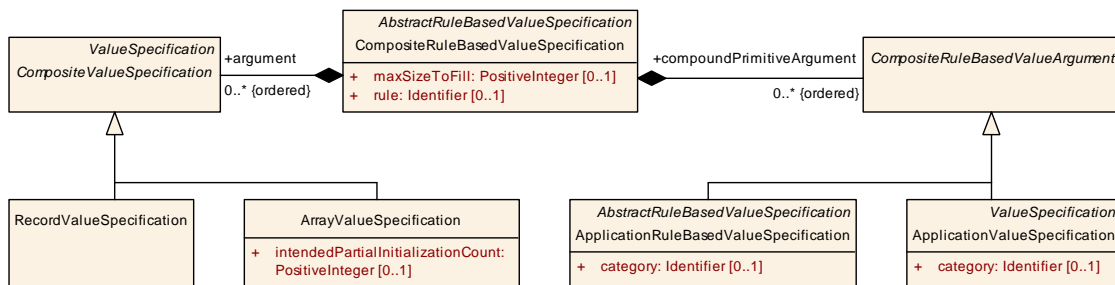 ValueSpecification
CompositeValueSpecification
+argument
0..* {ordered}
AbstractRuleBasedValueSpecification
CompositeRuleBasedValueSpecification
+ maxSizeToFill: PositiveInteger [0..1]
+ rule: Identifier [0..1]
+compoundPrimitiveArgument
0..* {ordered}
CompositeRuleBasedValueArgument
RecordValueSpecification
ArrayValueSpecification
+ intendedPartialInitializationCount:
PositiveInteger [0..1]
AbstractRuleBasedValueSpecification
ApplicationRuleBasedValueSpecification
+ category: Identifier [0..1]
ValueSpecification
ApplicationValueSpecification
+ category: Identifier [0..1]